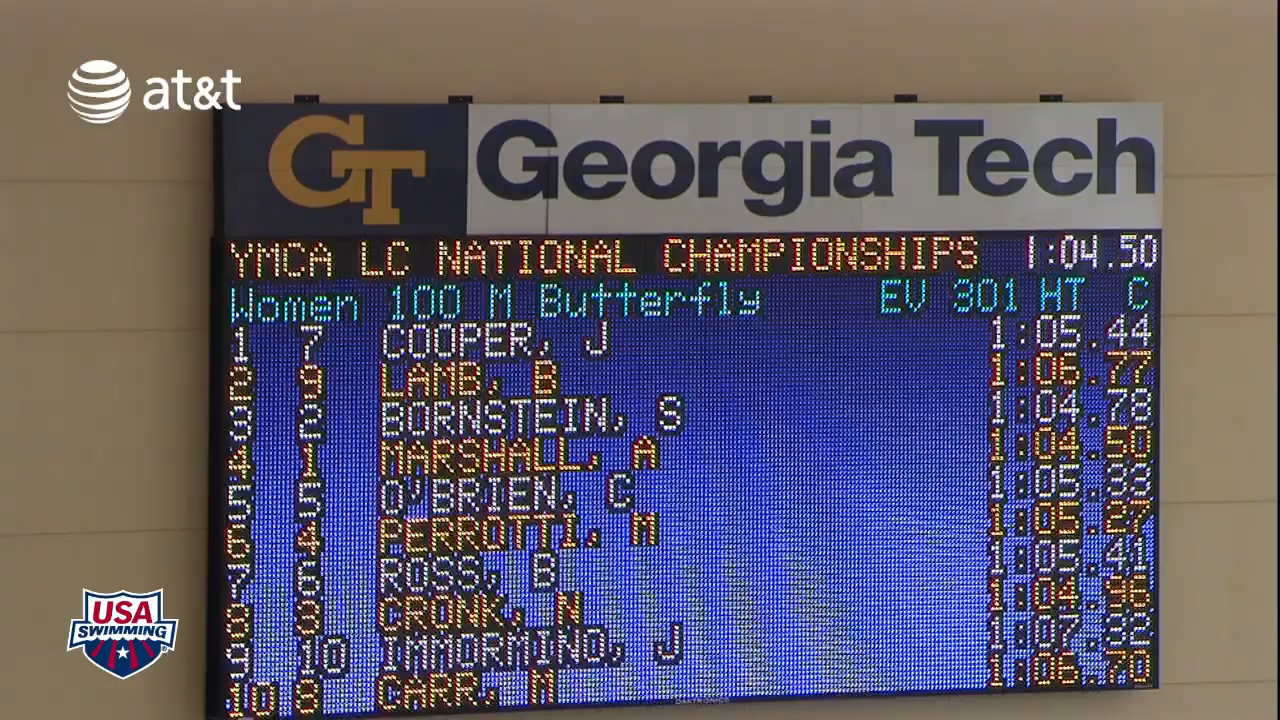 at&t
GT Georgia Tech
YMCA LC NATIONAL CHAMPIONSHIPS 1:04.50
Women 100 M Butterfly EV 301 HT C
1 7 COOPER, J 1:05.44
2 9 LAMB, B 1:06.77
3 2 BORNSTEIN, S 1:04.78
4 1 MARSHALL, A 1:04.50
5 5 O'BRIEN, C 1:05.33
6 4 PERROTTI, M 1:05.27
7 6 ROSS, B 1:05.41
8 CRONK, N 1:04.96
9 10 IMMORMINO, J 1:07.32
10 8 CARR, M 1:06.70
USA
SWIMMING
DAKTRONICS